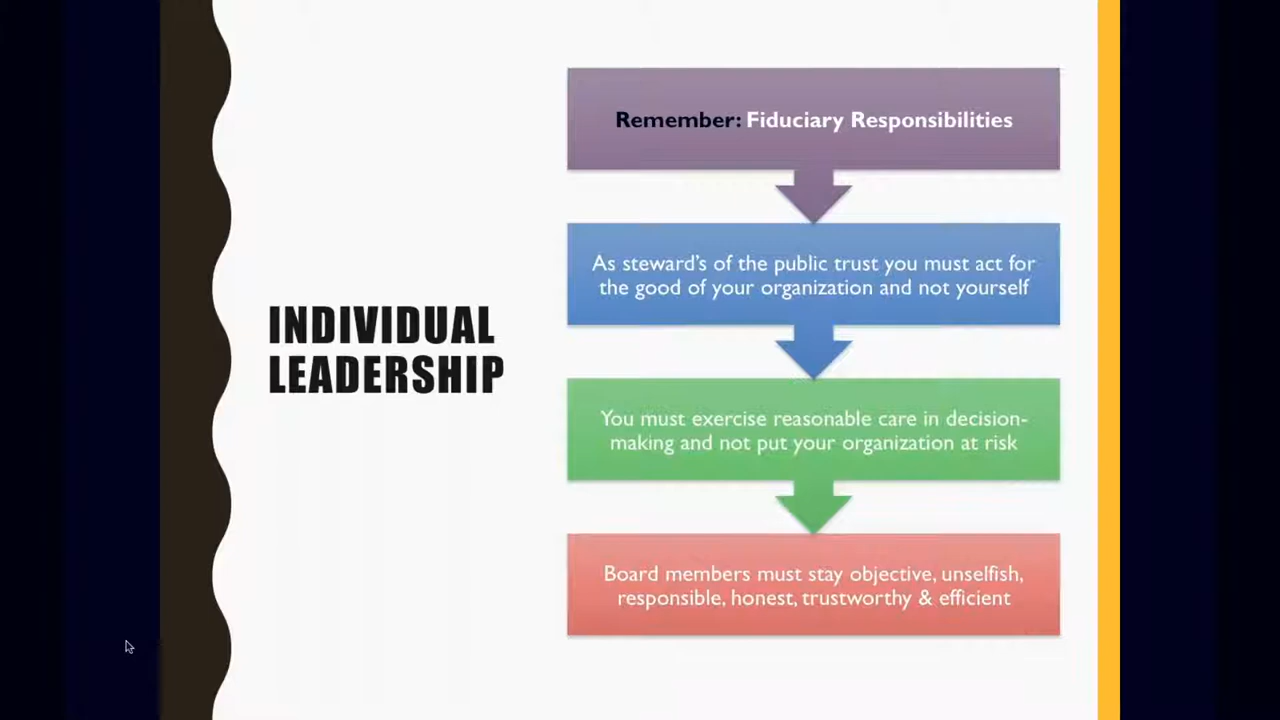 INDIVIDUAL
LEADERSHIP
Remember: Fiduciary Responsibilities
As steward's of the public trust you must act for
the good of your organization and not yourself
You must exercise reasonable care in decision-
making and not put your organization at risk
Board members must stay objective, unselfish,
responsible, honest, trustworthy & efficient